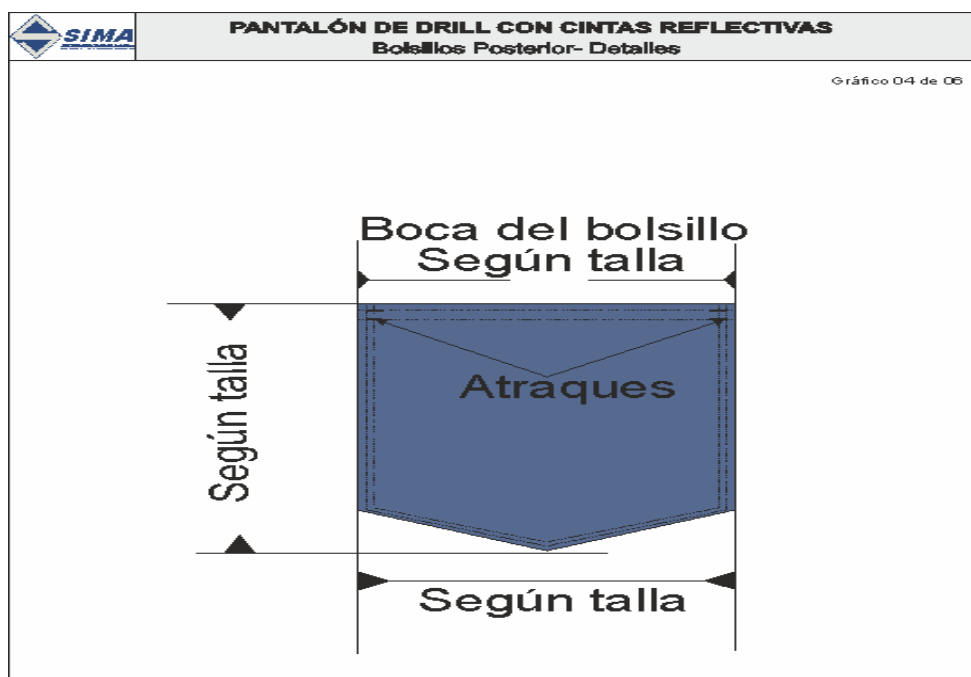 SIMA
PANTALÓN DE DRILL CON CINTAS REFLECTIVAS
Bolsillos Posterior- Detalles
Gráfico 04 de 06
Boca del bolsillo
Según talla
Según talla
Atraques
Según talla